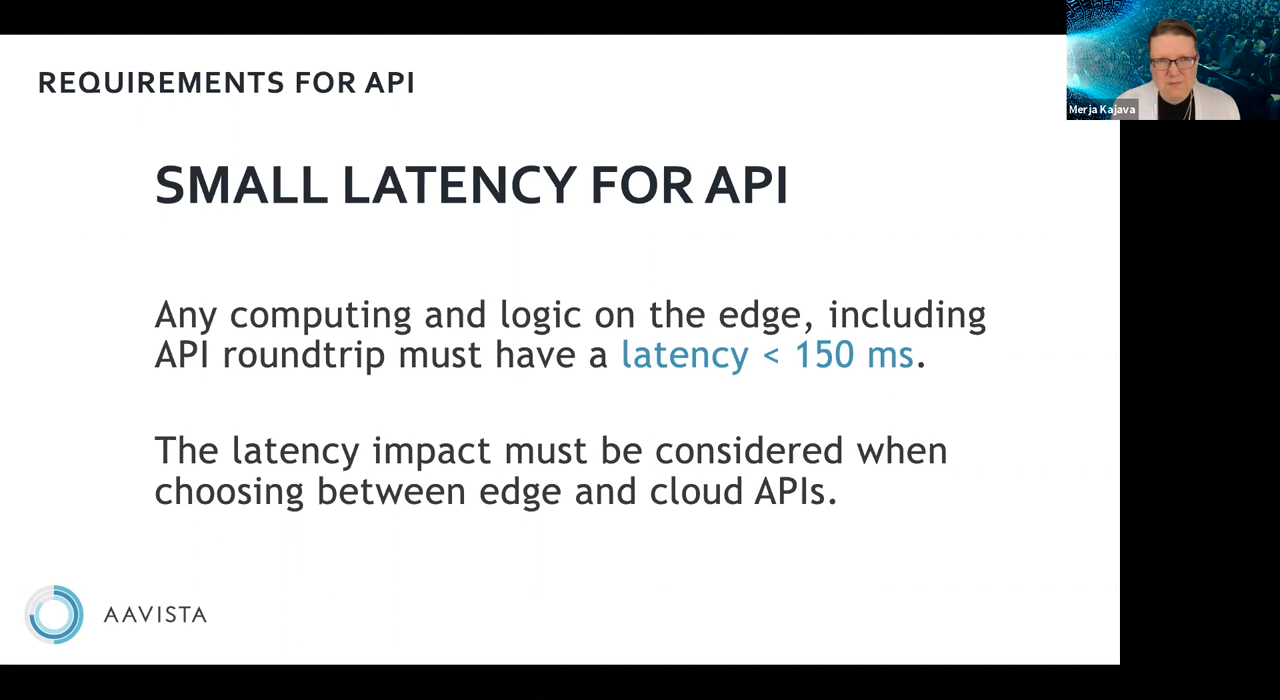 REQUIREMENTS FOR API
Merja Kajava
SMALL LATENCY FOR API
Any computing and logic on the edge, including
API roundtrip must have a latency < 150 ms.
The latency impact must be considered when
choosing between edge and cloud APIs.
AAVISTA